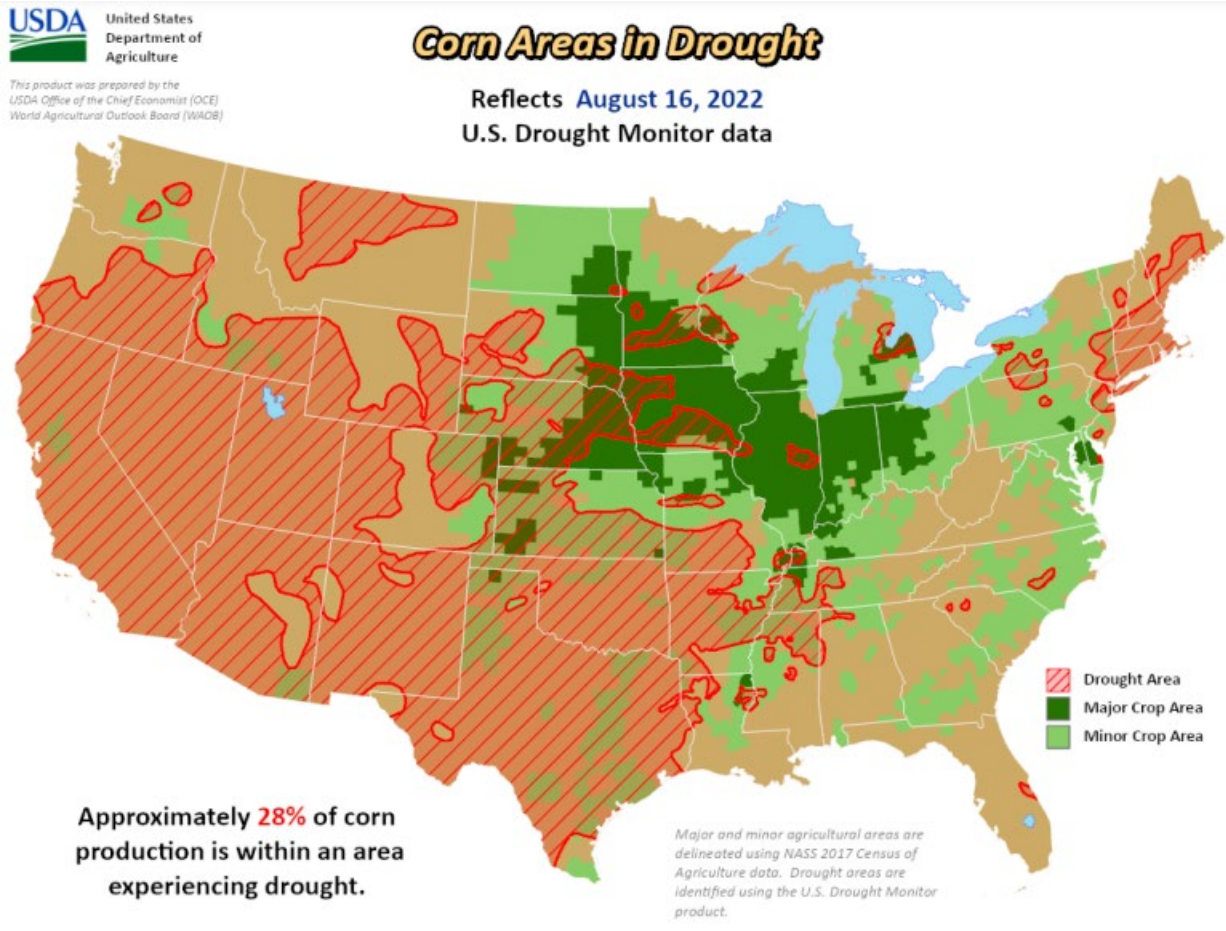 USDA
United States
Department of
Agriculture
This product was prepared by the
USDA Office of the Chief Economist (OCE)
World Agricultural Outlook Board (WAOB)
Corn Areas in Drought
Reflects August 16, 2022
U.S. Drought Monitor data
Drought Area
Major Crop Area
Minor Crop Area
Approximately 28% of corn
production is within an area
experiencing drought.
Major and minor agricultural areas are
delineated using NASS 2017 Census of
Agriculture data. Drought areas are
identified using the U.S. Drought Monitor
product.